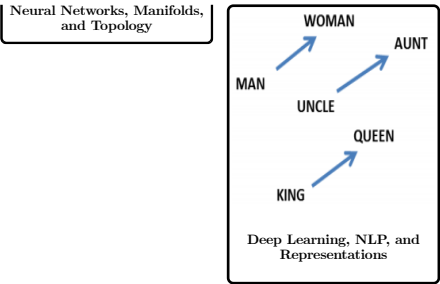 Neural Networks, Manifolds,
and Topology
WOMAN
AUNT
MAN
UNCLE
QUEEN
KING
Deep Learning, NLP, and
Representations